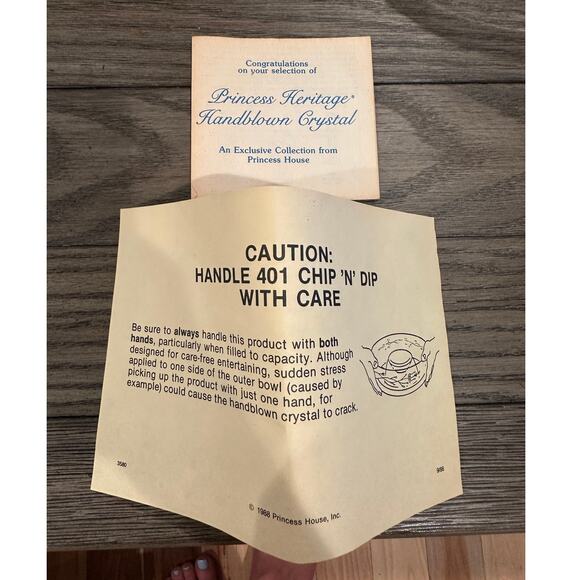 Congratulations
on your selection of
Princess Heritage®
Handblown Crystal
An Exclusive Collection from
Princess House
CAUTION:
HANDLE 401 CHIP 'N' DIP
WITH CARE
Be sure to always handle this product with both
hands, particularly when filled to capacity. Although
designed for care-free entertaining, sudden stress
applied to one side of the outer bowl (caused by
picking up the product with just one hand, for
example) could cause the handblown crystal to crack.
3580
9/88
© 1988 Princess House, Inc.